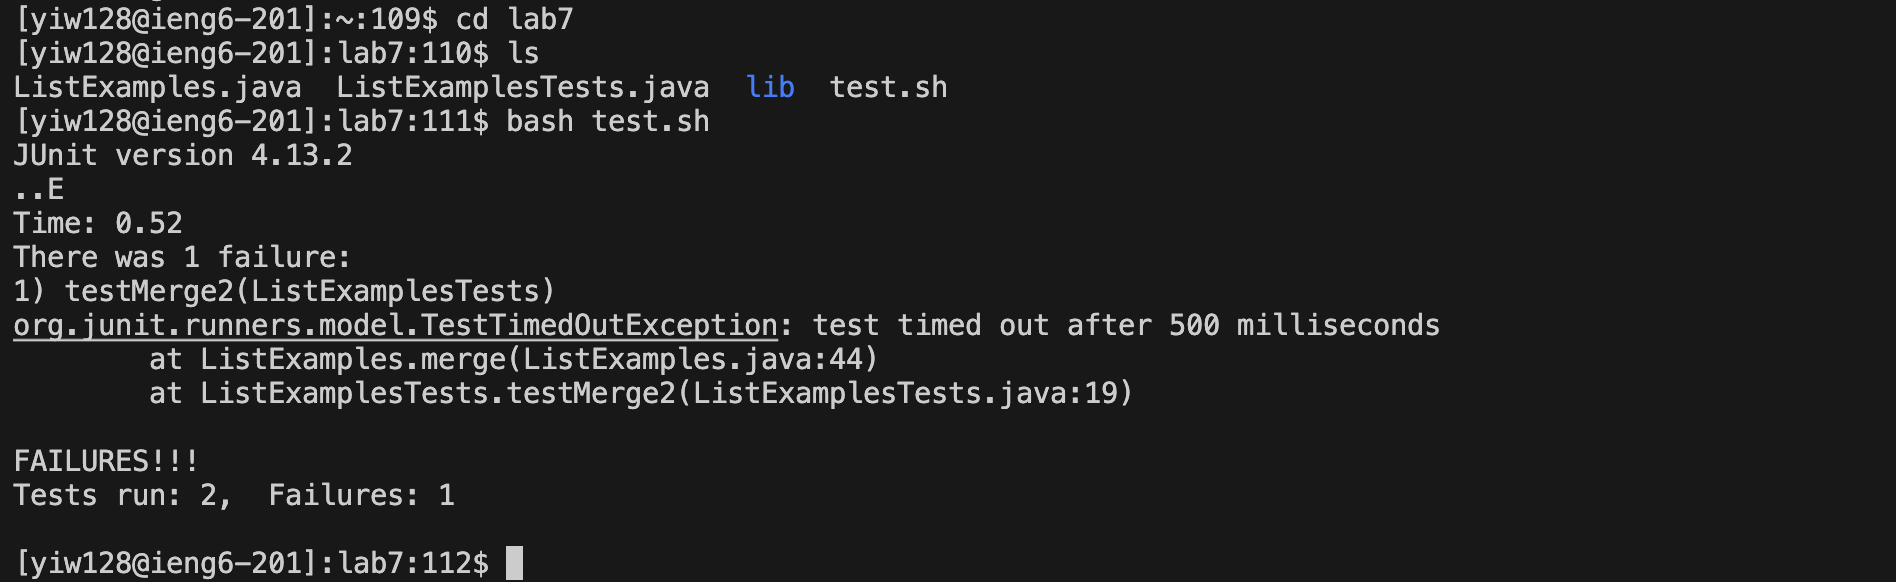 [yiw128@ieng6-201]:~:109$ cd lab7
[yiw128@ieng6-201]:lab7:110$ ls
ListExamples.java  ListExamplesTests.java  lib  test.sh
[yiw128@ieng6-201]:lab7:111$ bash test.sh
JUnit version 4.13.2
..E
Time: 0.52
There was 1 failure:
1) testMerge2(ListExamplesTests)
org.junit.runners.model.TestTimedOutException: test timed out after 500 milliseconds
        at ListExamples.merge(ListExamples.java:44)
        at ListExamplesTests.testMerge2(ListExamplesTests.java:19)

FAILURES!!!
Tests run: 2,  Failures: 1

[yiw128@ieng6-201]:lab7:112$